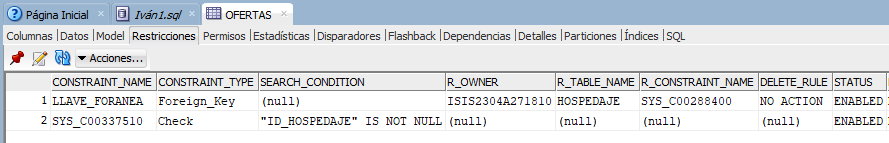 Página Inicial Iván1.sql OFERTAS
Columnas Datos Model Restricciones Permisos Estadísticas Disparadores Flashback Dependencias Detalles Particiones Índices SQL
Acciones...
CONSTRAINT_NAME CONSTRAINT_TYPE SEARCH_CONDITION R_OWNER R_TABLE_NAME R_CONSTRAINT_NAME DELETE_RULE STATUS
1 LLAVE_FORANEA Foreign_Key (null) ISIS2304A271810 HOSPEDAJE SYS_C00288400 NO ACTION ENABLED
2 SYS_C00337510 Check "ID_HOSPEDAJE" IS NOT NULL (null) (null) (null) (null) ENABLED